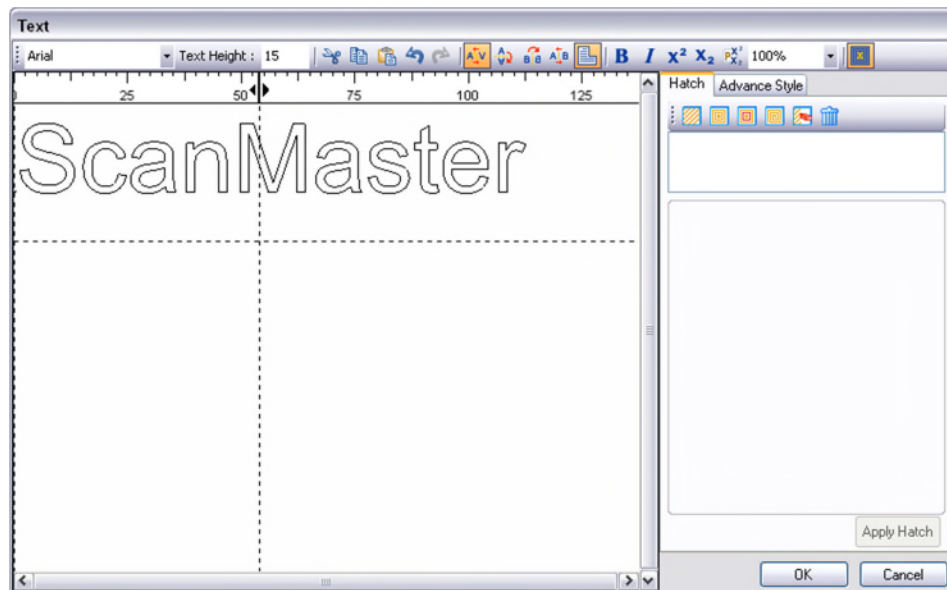 Text
Arial Text Height : 15 B I X² X₂ 100%
25 50 75 100 125
Hatch Advance Style
ScanMaster
Apply Hatch
OK Cancel